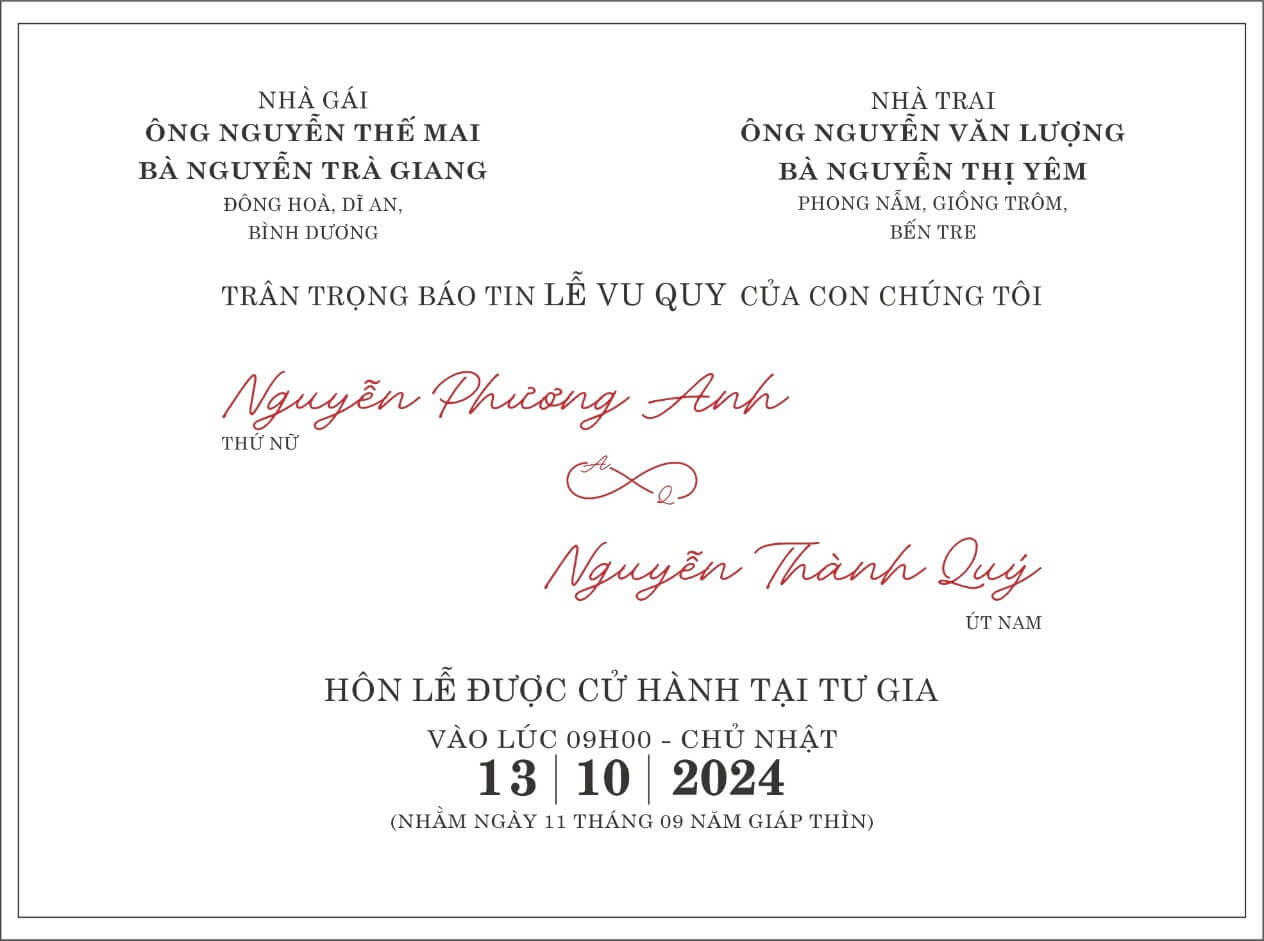 NHÀ GÁI
ÔNG NGUYỄN THẾ MAI
BÀ NGUYỄN TRÀ GIANG
ĐÔNG HOÀ, DĨ AN,
BÌNH DƯƠNG
NHÀ TRAI
ÔNG NGUYỄN VĂN LƯỢNG
BÀ NGUYỄN THỊ YÊM
PHONG NẪM, GIỒNG TRÔM,
BẾN TRE
TRÂN TRỌNG BÁO TIN LỄ VU QUY CỦA CON CHÚNG TÔI
Nguyễn Phương Anh
THỨ NỮ
A
Q
Nguyễn Thành Quý
ÚT NAM
HÔN LỄ ĐƯỢC CỬ HÀNH TẠI TƯ GIA
VÀO LÚC 09H00 - CHỦ NHẬT
13 | 10 | 2024
(NHẰM NGÀY 11 THÁNG 09 NĂM GIÁP THÌN)